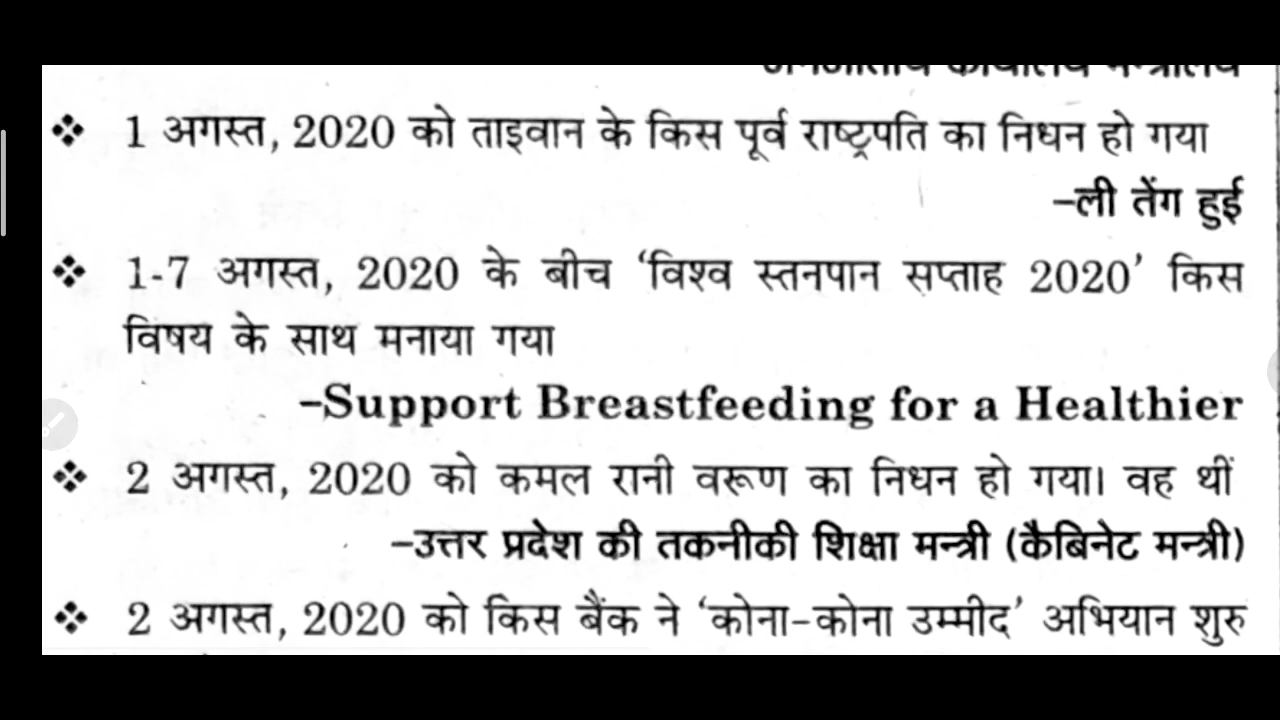 ❖ 1 अगस्त, 2020 को ताइवान के किस पूर्व राष्ट्रपति का निधन हो गया
–ली तेंग हुई
❖ 1-7 अगस्त, 2020 के बीच ‘विश्व स्तनपान सप्ताह 2020’ किस
विषय के साथ मनाया गया
–Support Breastfeeding for a Healthier
❖ 2 अगस्त, 2020 को कमल रानी वरूण का निधन हो गया। वह थीं
–उत्तर प्रदेश की तकनीकी शिक्षा मन्त्री (कैबिनेट मन्त्री)
❖ 2 अगस्त, 2020 को किस बैंक ने ‘कोना-कोना उम्मीद’ अभियान शुरु